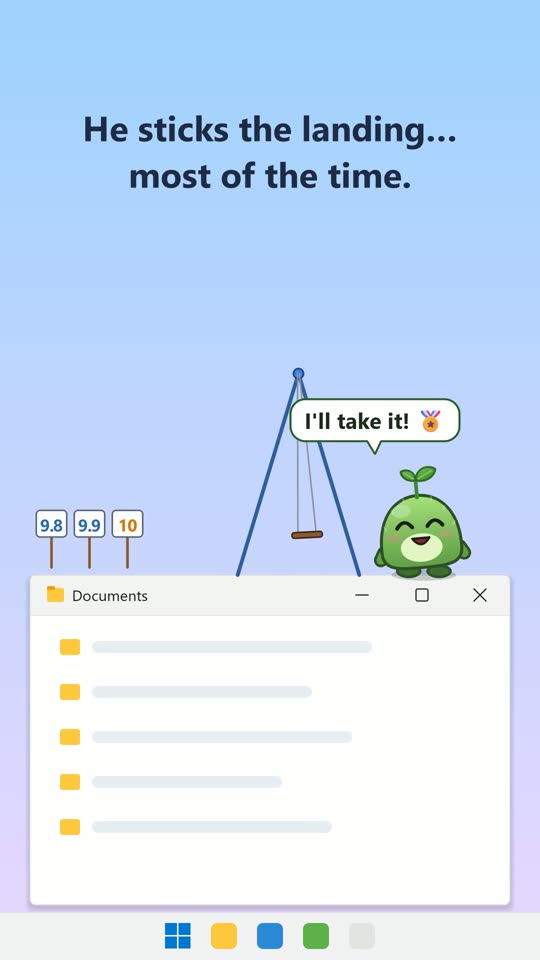 He sticks the landing...
most of the time.
I'll take it! 🏅
9.8 9.9 10
Documents